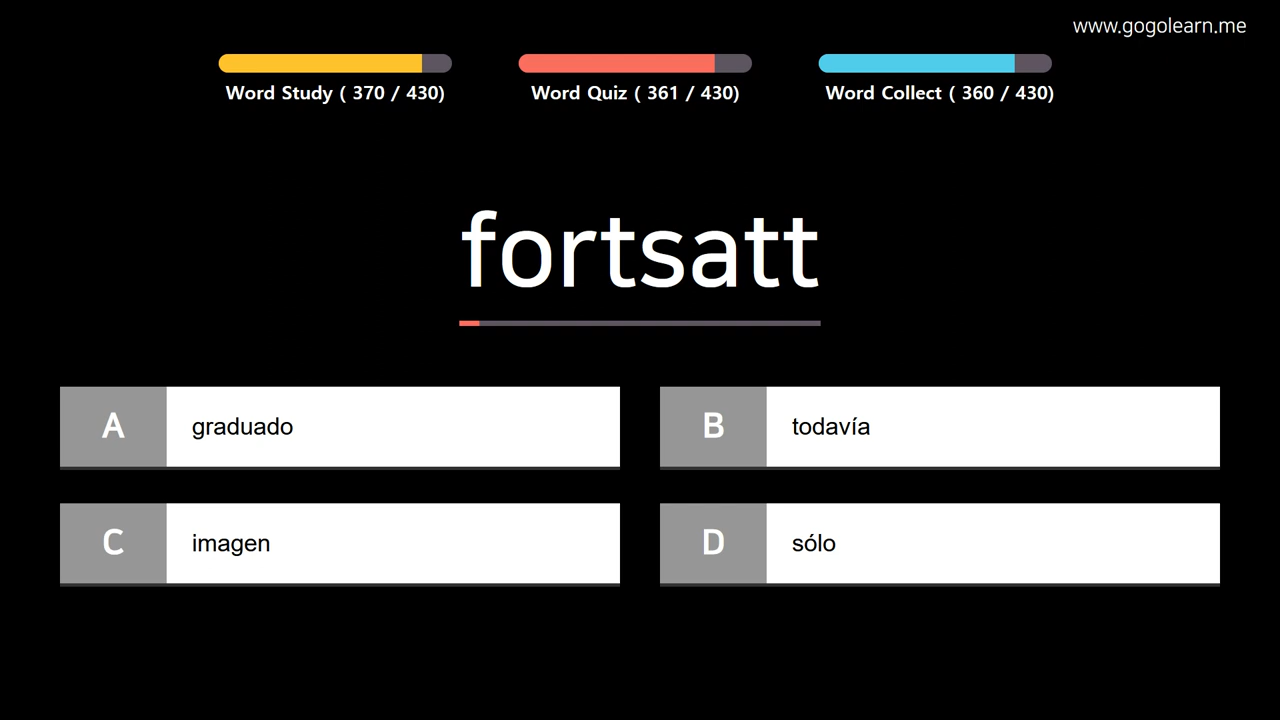 www.gogolearn.me
Word Study ( 370 / 430)
Word Quiz ( 361 / 430)
Word Collect ( 360 / 430)
fortsatt
A graduado
B todavía
C imagen
D sólo